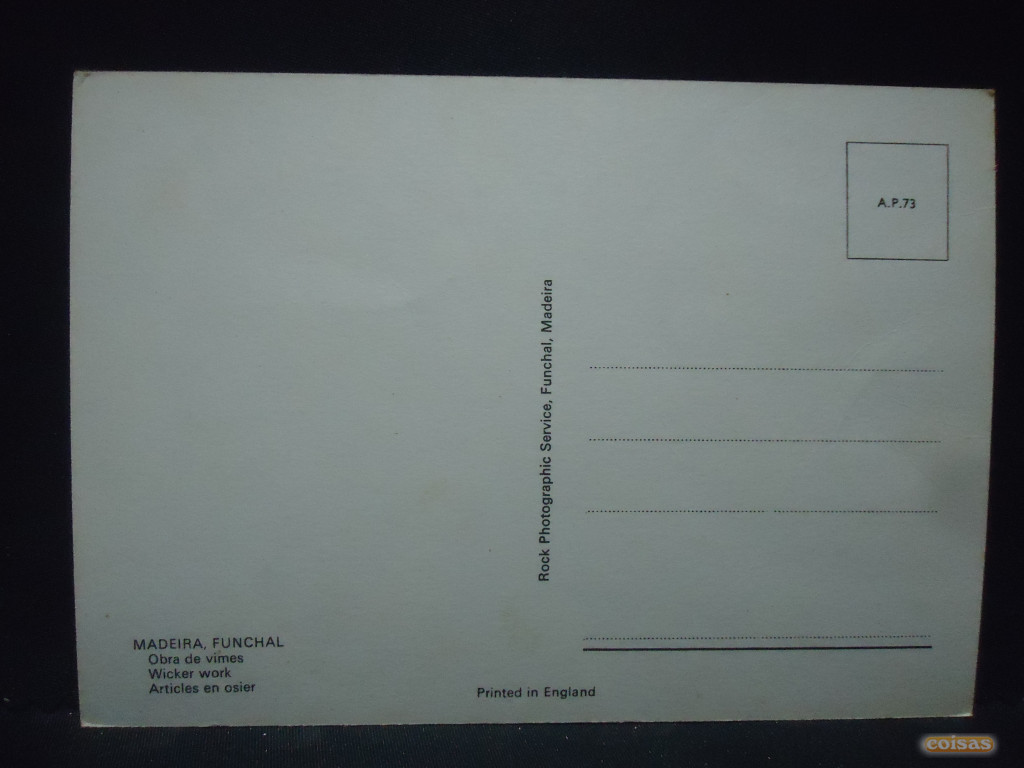 A.P.73
Rock Photographic Service, Funchal, Madeira
MADEIRA, FUNCHAL
Obra de vimes
Wicker work
Articles en osier
Printed in England
coisas